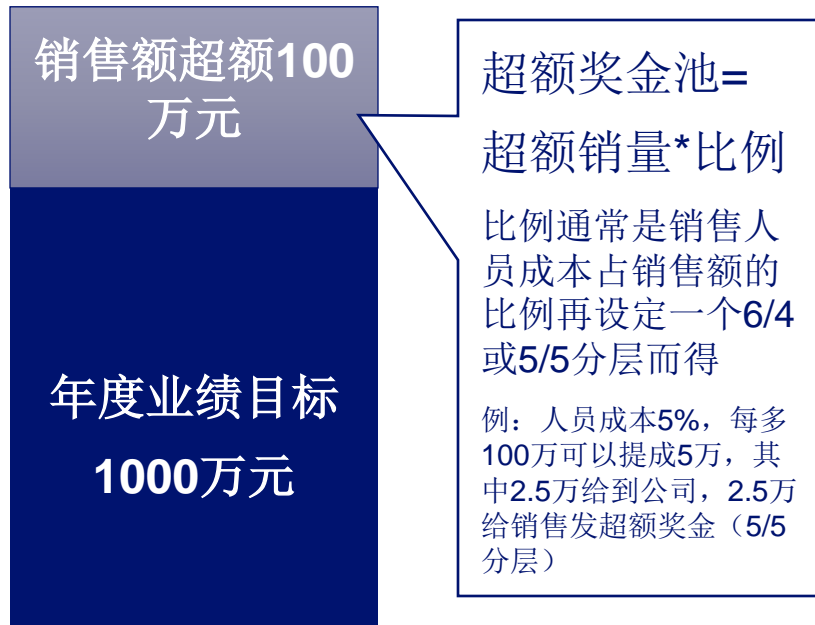 销售额超额100
万元
年度业绩目标
1000万元
超额奖金池=
超额销量*比例
比例通常是销售人
员成本占销售额的
比例再设定一个6/4
或5/5分层而得
例：人员成本5%，每多
100万可以提成5万，其
中2.5万给到公司，2.5万
给销售发超额奖金（5/5
分层）